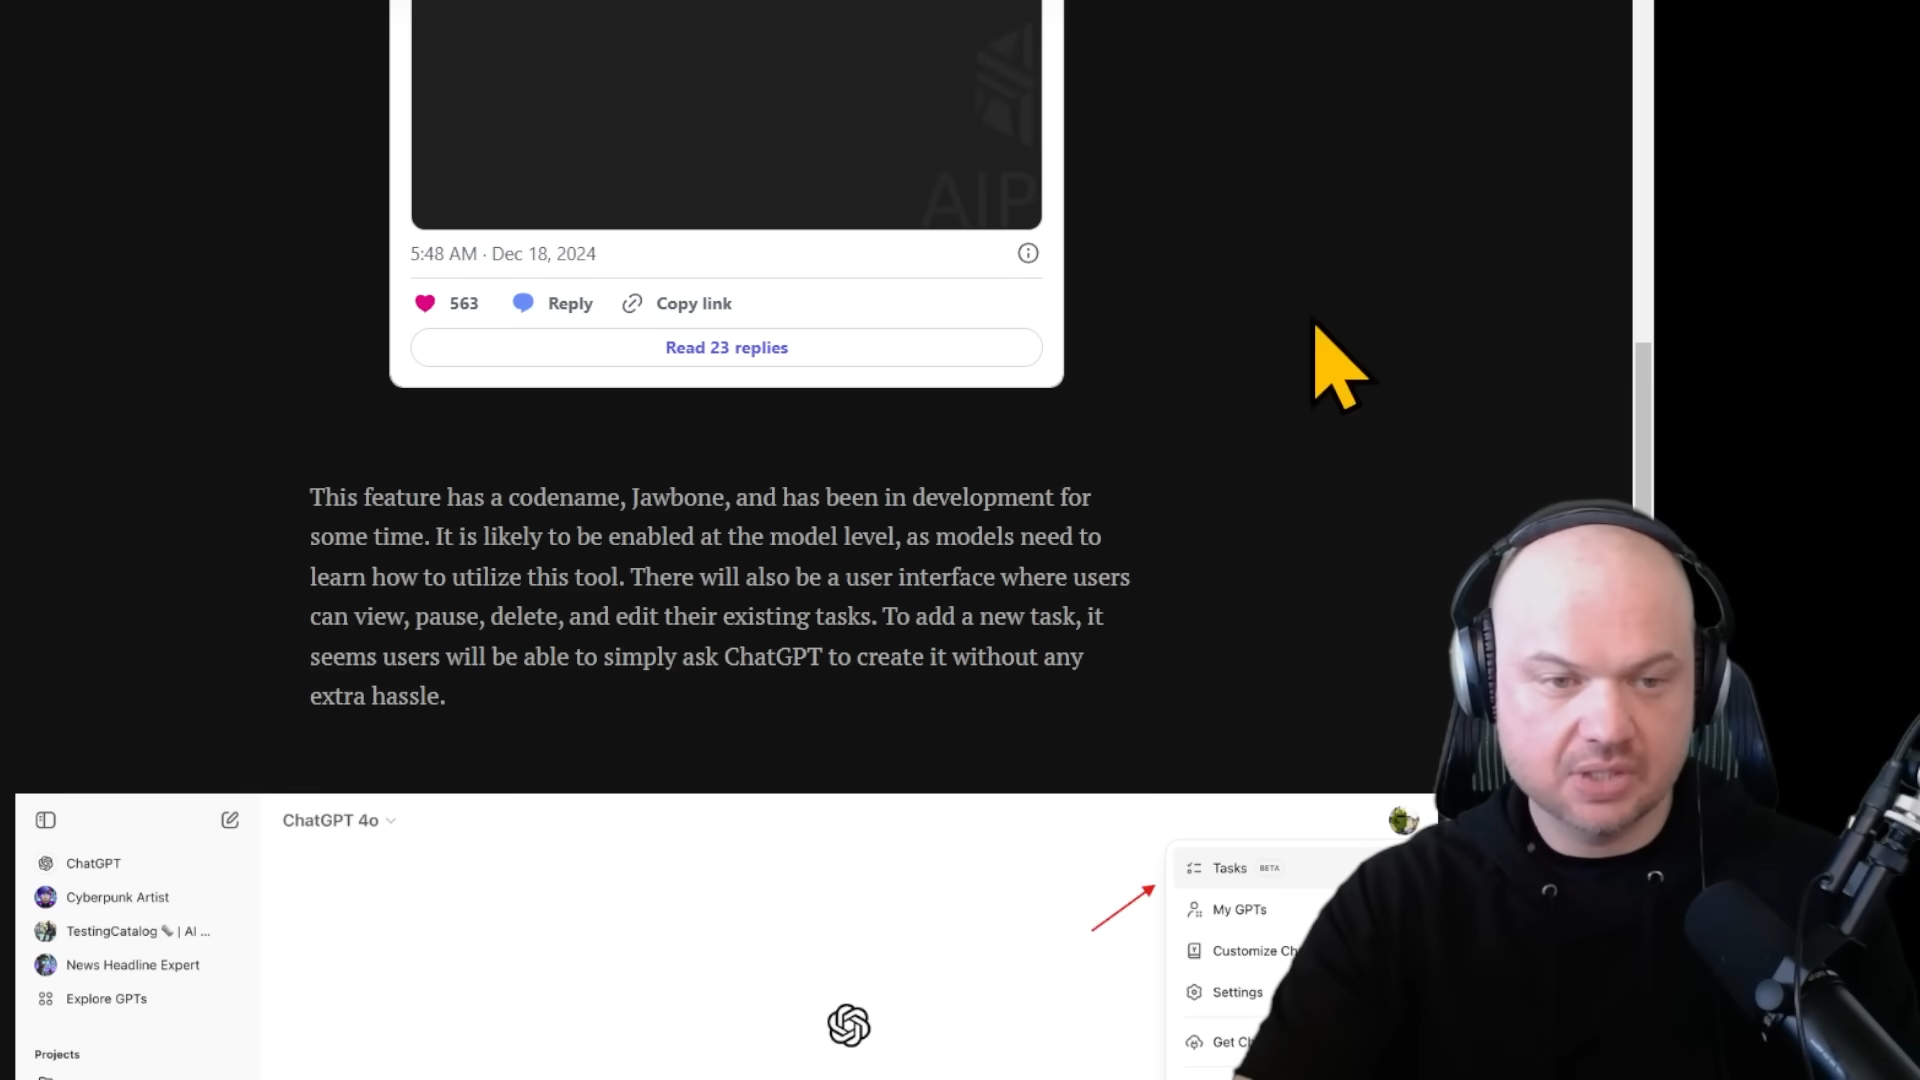 AIP
5:48 AM · Dec 18, 2024
563 Reply Copy link
Read 23 replies
This feature has a codename, Jawbone, and has been in development for
some time. It is likely to be enabled at the model level, as models need to
learn how to utilize this tool. There will also be a user interface where users
can view, pause, delete, and edit their existing tasks. To add a new task, it
seems users will be able to simply ask ChatGPT to create it without any
extra hassle.
ChatGPT 4o
ChatGPT
Cyberpunk Artist
TestingCatalog 🗞 | AI ...
News Headline Expert
Explore GPTs
Projects
Tasks BETA
My GPTs
Customize Ch
Settings
Get Ch